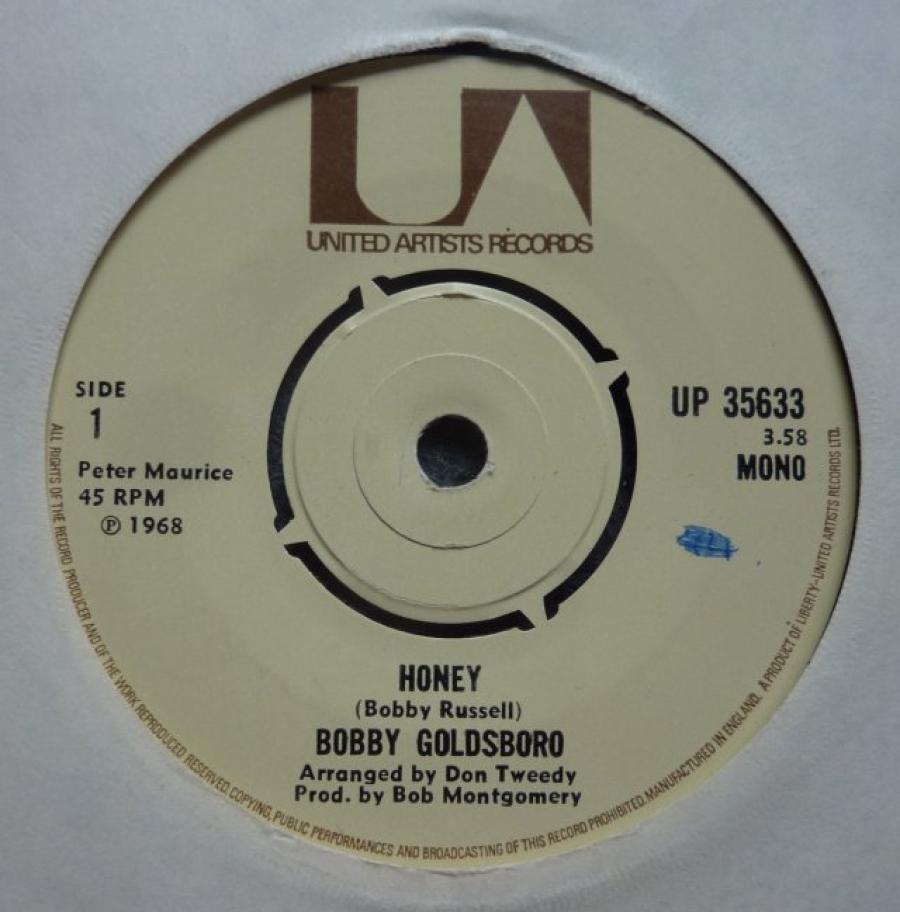 UA
UNITED ARTISTS RECORDS
SIDE
1
Peter Maurice
45 RPM
℗ 1968
UP 35633
3.58
MONO
HONEY
(Bobby Russell)
BOBBY GOLDSBORO
Arranged by Don Tweedy
Prod. by Bob Montgomery
ALL RIGHTS OF THE RECORD PRODUCER AND OF THE WORK REPRODUCED RESERVED. COPYING, PUBLIC PERFORMANCES AND BROADCASTING OF THIS RECORD PROHIBITED. MANUFACTURED IN ENGLAND. A PRODUCT OF LIBERTY-UNITED ARTISTS RECORDS LTD.